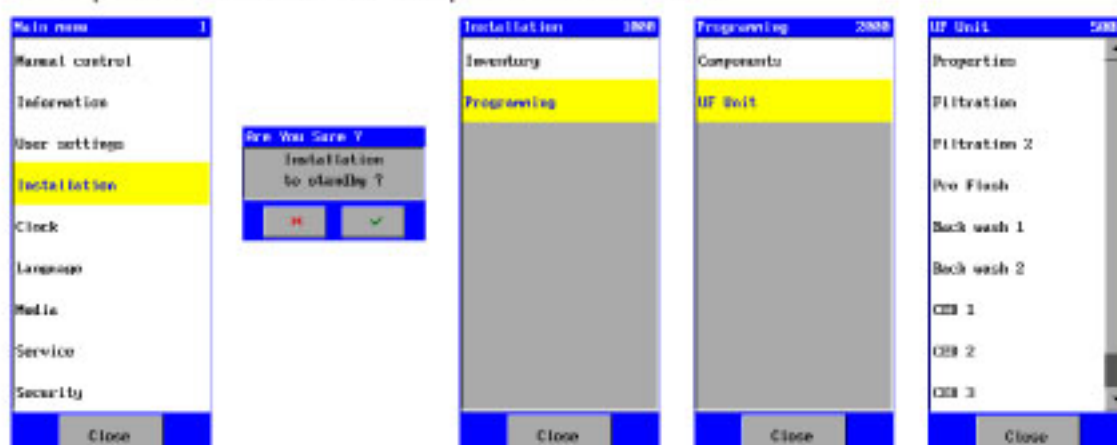 Main menu 1
Manual control
Information
User settings
Installation
Clock
Language
Media
Service
Security
Close
Are You Sure ?
Installation
to standby ?
Installation 1000
Inventory
Programming
Close
Programming 2000
Components
UF Unit
Close
UF Unit 5000
Properties
Filtration
Filtration 2
Pre Flush
Back wash 1
Back wash 2
CEB 1
CEB 2
CEB 3
Close